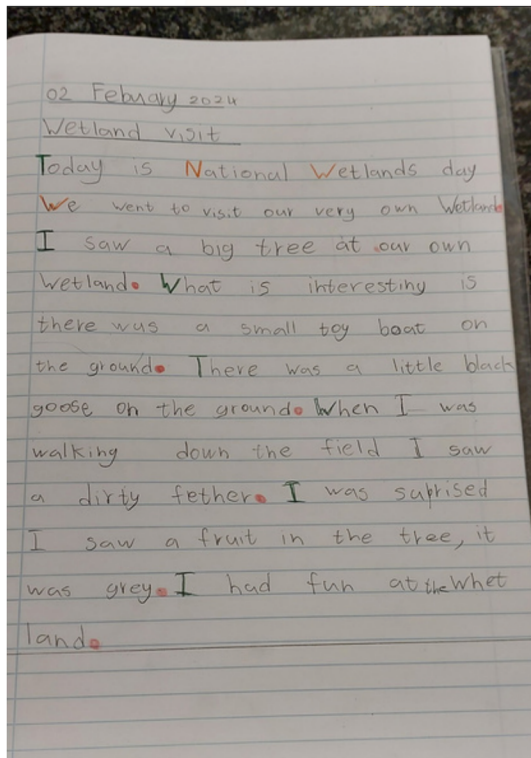 02 Febuary 2024
Wetland visit
Today is National Wetlands day
We went to visit our very own Wetland.
I saw a big tree at our own
wetland. What is interesting is
there was a small toy boat on
the ground. There was a little black
goose on the ground. When I was
walking down the field I saw
a dirty fether. I was suprised
I saw a fruit in the tree, it
was grey. I had fun at the whet
land.